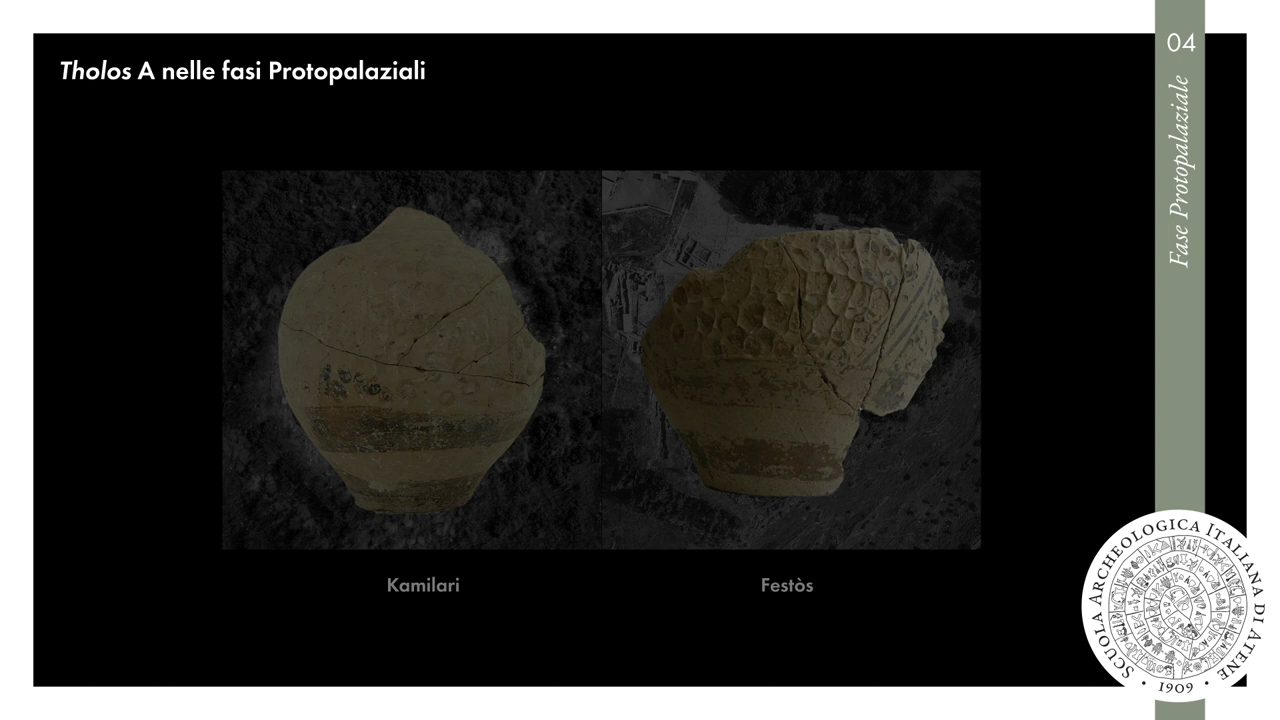 Tholos A nelle fasi Protopalaziali
04
Fase Protopalaziale
Kamilari
Festòs
SCUOLA ARCHEOLOGICA ITALIANA DI ATENE
• 1909 •